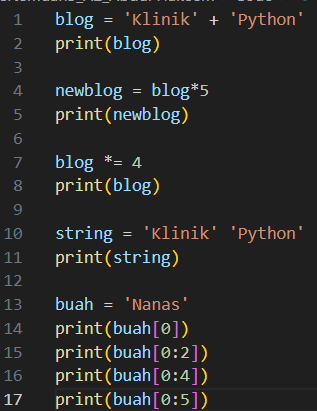 1 blog = 'Klinik' + 'Python'
2 print(blog)
3
4 newblog = blog*5
5 print(newblog)
6
7 blog *= 4
8 print(blog)
9
10 string = 'Klinik' 'Python'
11 print(string)
12
13 buah = 'Nanas'
14 print(buah[0])
15 print(buah[0:2])
16 print(buah[0:4])
17 print(buah[0:5])